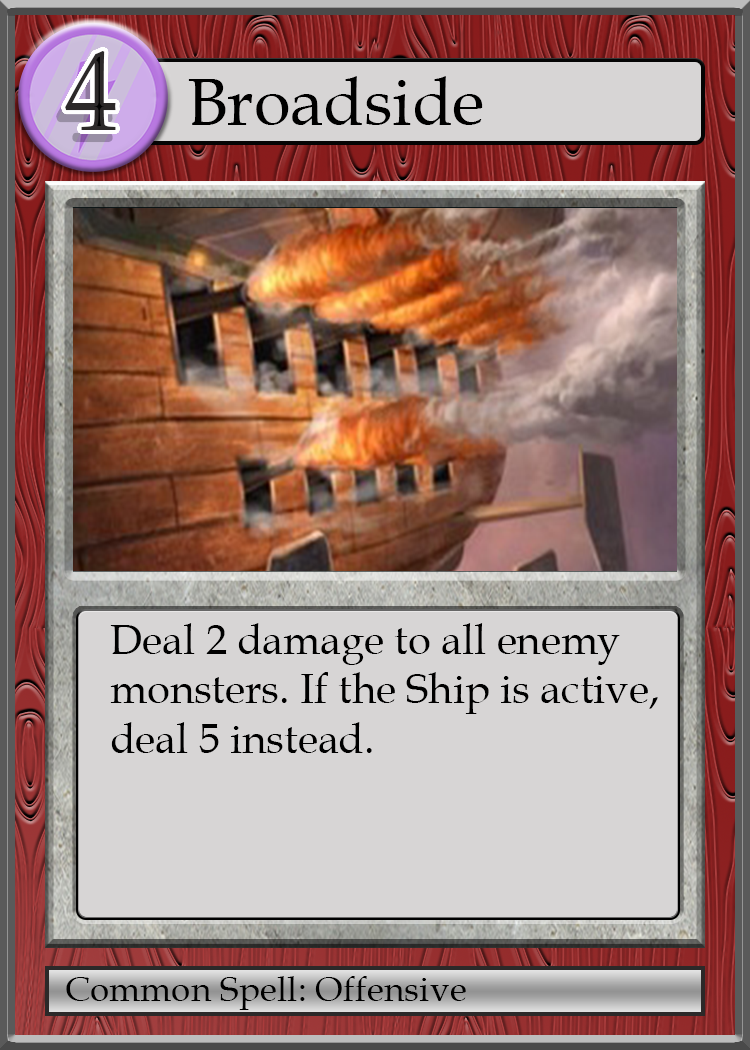 4
Broadside
Deal 2 damage to all enemy
monsters. If the Ship is active,
deal 5 instead.
Common Spell: Offensive